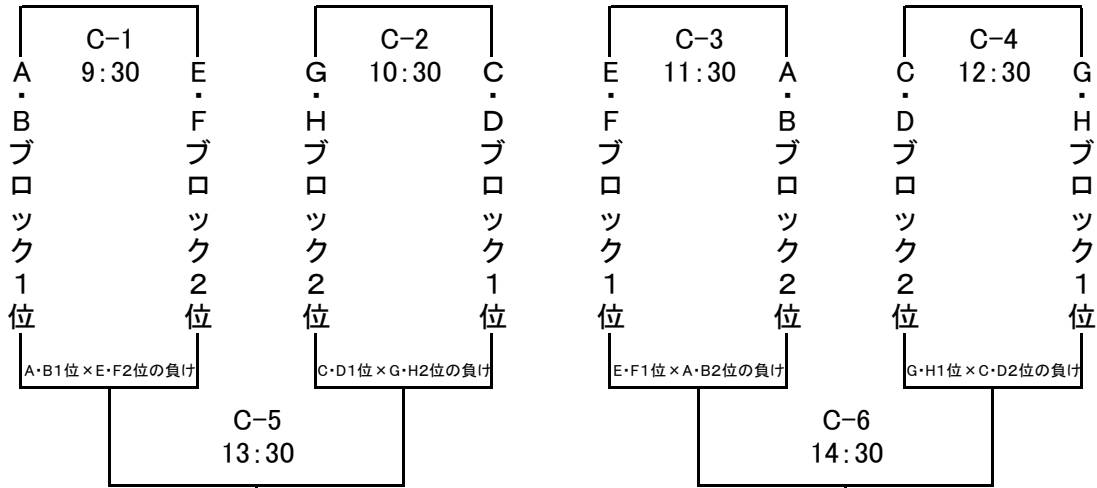 C-1
9:30
C-2
10:30
C-3
11:30
C-4
12:30
A・Bブロック1位
E・Fブロック2位
G・Hブロック2位
C・Dブロック1位
E・Fブロック1位
A・Bブロック2位
C・Dブロック2位
G・Hブロック1位
A・B1位×E・F2位の負け
C・D1位×G・H2位の負け
E・F1位×A・B2位の負け
G・H1位×C・D2位の負け
C-5
13:30
C-6
14:30